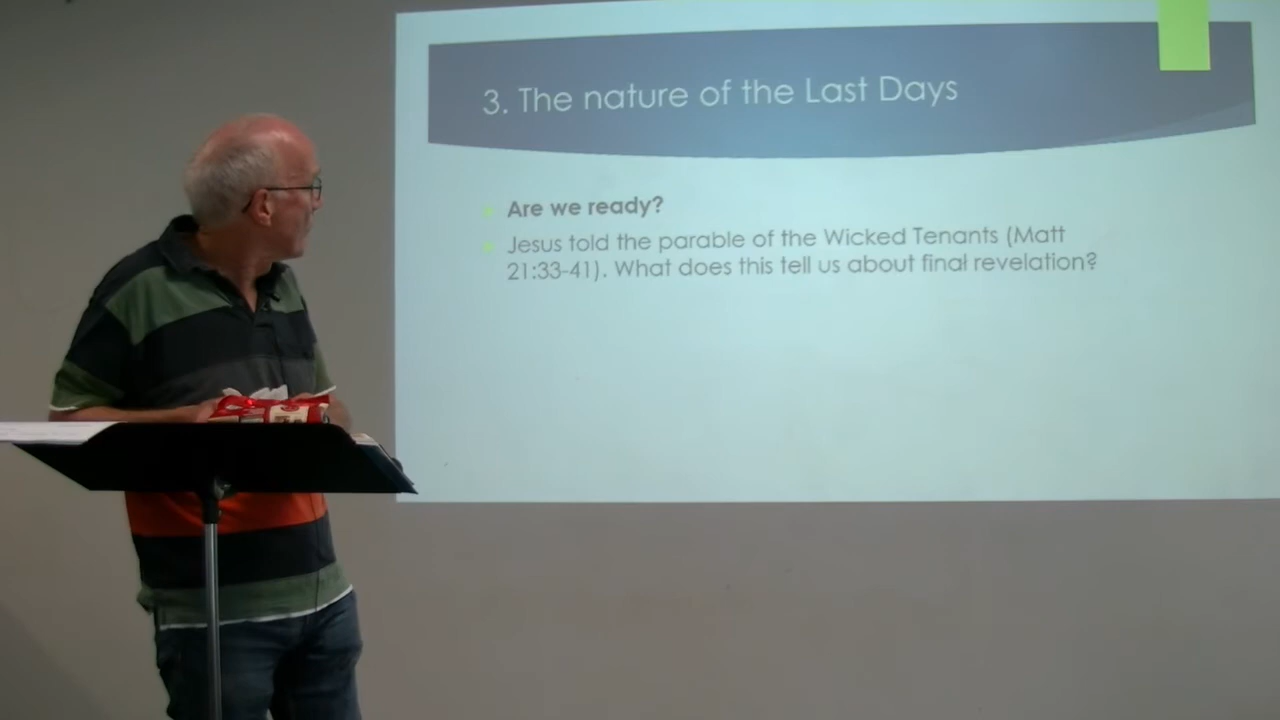 3. The nature of the Last Days
Are we ready?
Jesus told the parable of the Wicked Tenants (Matt
21:33-41). What does this tell us about final revelation?